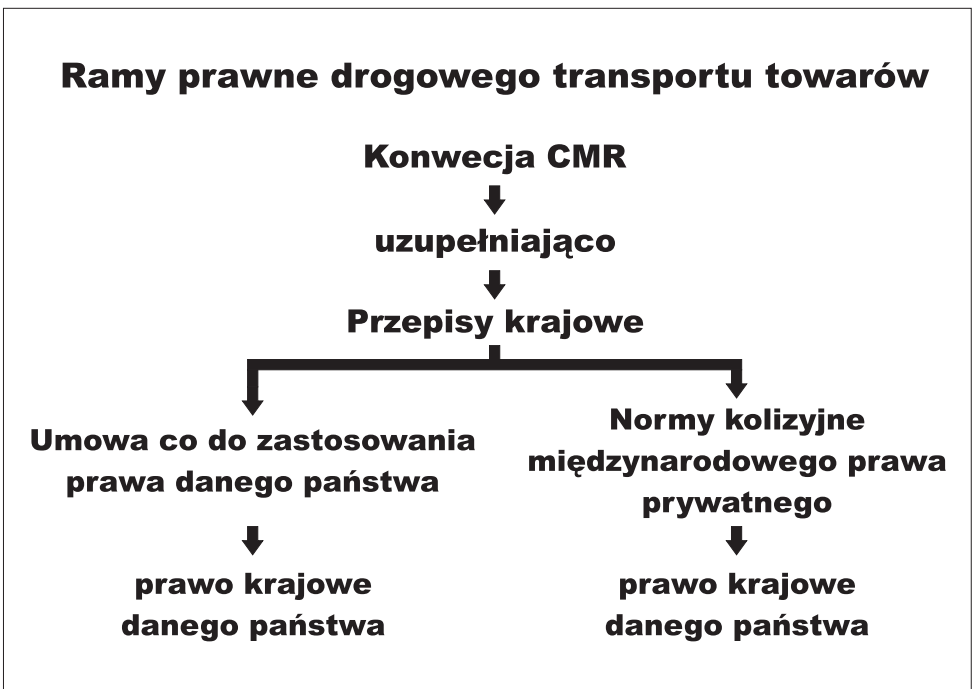 Ramy prawne drogowego transportu towarów
Konwecja CMR
uzupełniająco
Przepisy krajowe
Umowa co do zastosowania
prawa danego państwa
prawo krajowe
danego państwa
Normy kolizyjne
międzynarodowego prawa
prywatnego
prawo krajowe
danego państwa